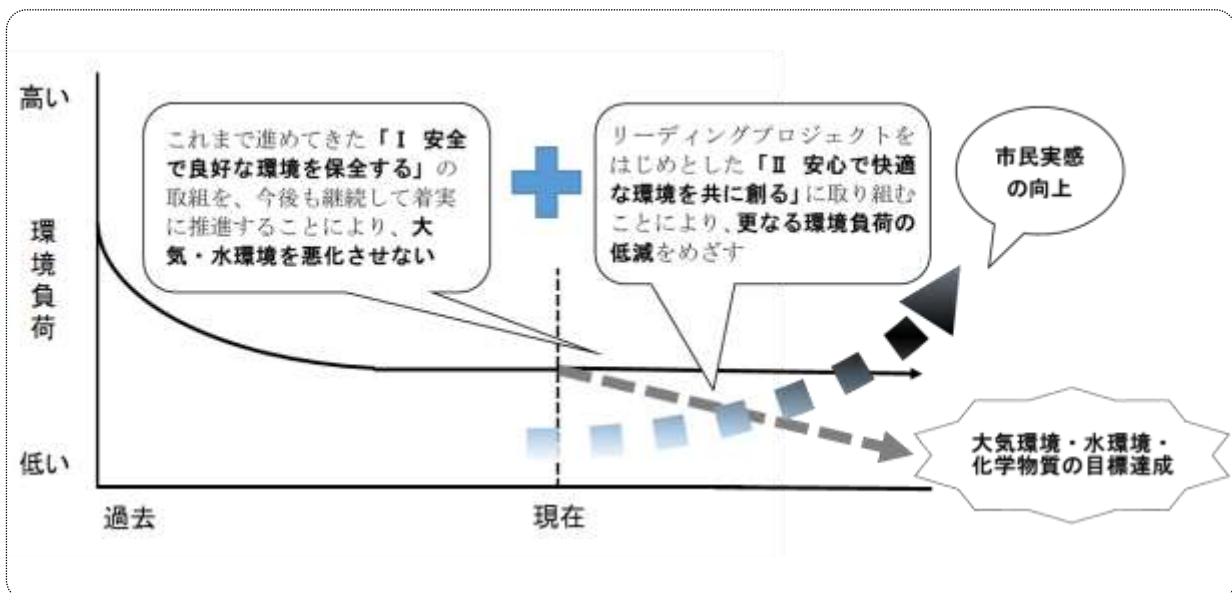 高い
これまで進めてきた「Ⅰ 安全
で良好な環境を保全する」の
取組を、今後も継続して着実
に推進することにより、大
気・水環境を悪化させない
リーディングプロジェクトを
はじめとした「Ⅱ 安心で快適
な環境を共に創る」に取り組む
ことにより、更なる環境負荷の
低減をめざす
市民実感
の向上
環境負荷
低い
大気環境・水環境・
化学物質の目標達成
過去
現在